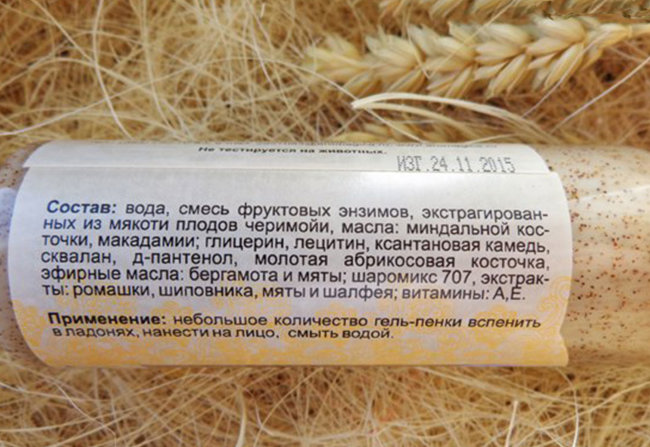 Не тестируется на животных.
ИЗГ.24 11 2015
Состав: вода, смесь фруктовых энзимов, экстрагирован-
ных из мякоти плодов черимойи, масла: миндальной кос-
точки, макадамии; глицерин, лецитин, ксантановая камедь,
сквалан, д-пантенол, молотая абрикосовая косточка,
эфирные масла: бергамота и мяты; шаромикс 707, экстрак-
ты: ромашки, шиповника, мяты и шалфея; витамины: А,Е.
Применение: небольшое количество гель-пенки вспенить
в ладонях, нанести на лицо, смыть водой.